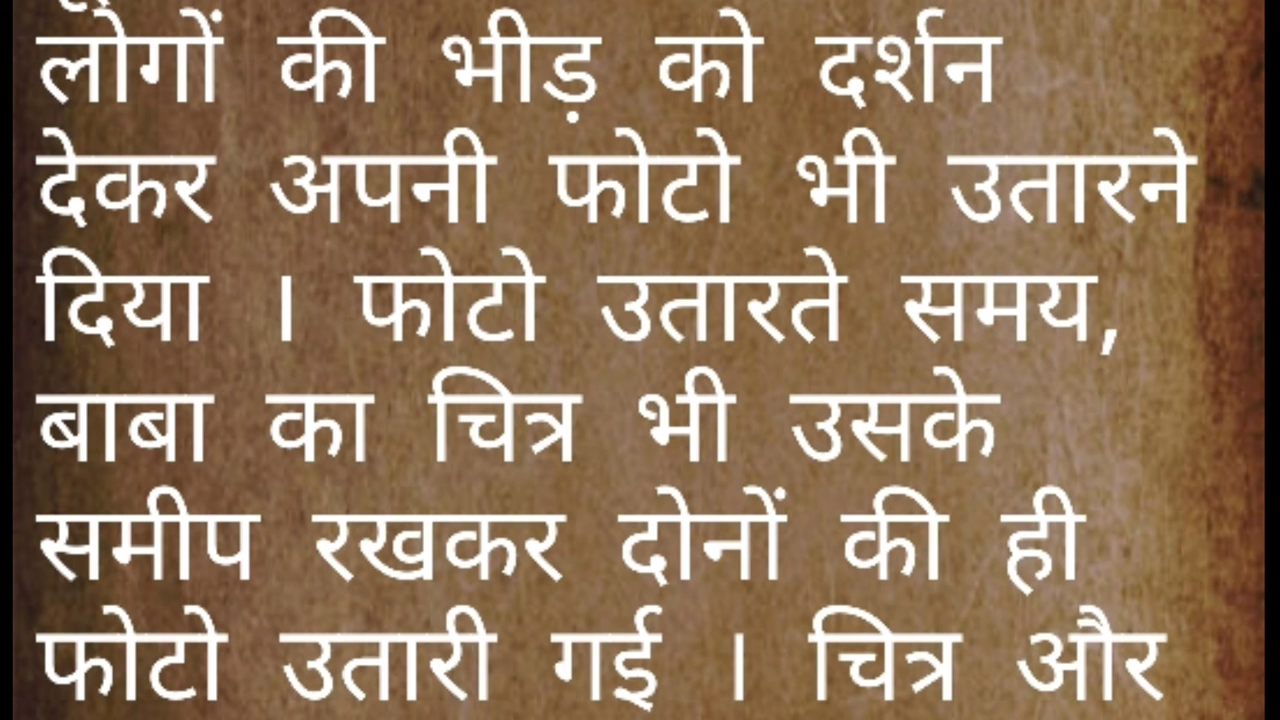 लोगों की भीड़ को दर्शन
देकर अपनी फोटो भी उतारने
दिया । फोटो उतारते समय,
बाबा का चित्र भी उसके
समीप रखकर दोनों की ही
फोटो उतारी गई । चित्र और